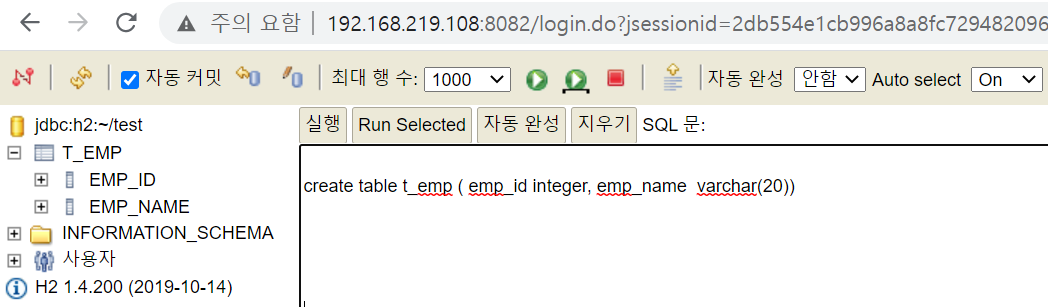 주의 요함 192.168.219.108:8082/login.do?jsessionid=2db554e1cb996a8a8fc729482096
자동 커밋 최대 행 수: 1000 자동 완성 안함 Auto select On
jdbc:h2:~/test
T_EMP
EMP_ID
EMP_NAME
INFORMATION_SCHEMA
사용자
H2 1.4.200 (2019-10-14)
실행 Run Selected 자동 완성 지우기 SQL 문:
create table t_emp ( emp_id integer, emp_name  varchar(20))